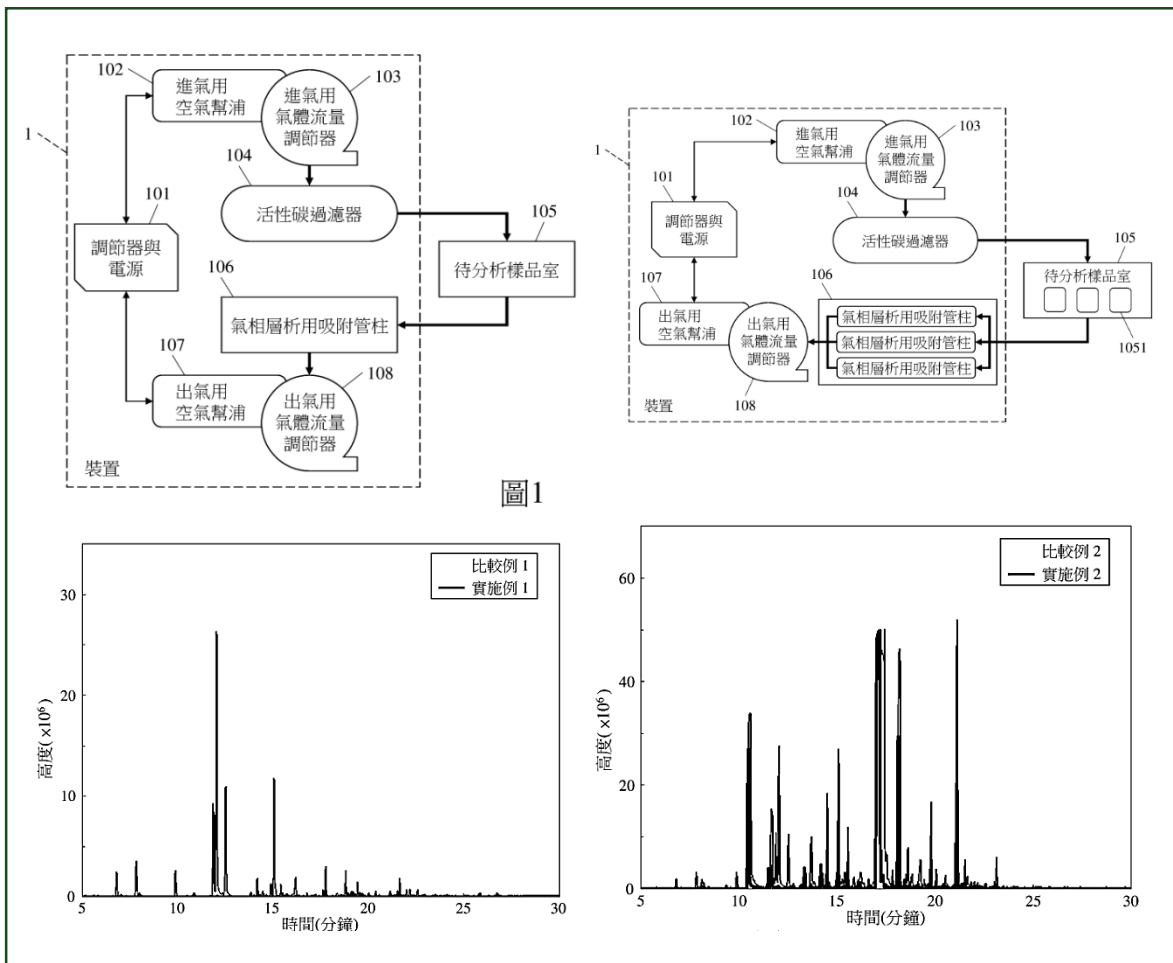 102
進氣用
空氣幫浦
進氣用
氣體流量
調節器
103
1
104
活性碳過濾器
101
調節器與
電源
105
待分析樣品室
106
氣相層析用吸附管柱
107
出氣用
空氣幫浦
出氣用
氣體流量
調節器
108
裝置
102
進氣用
空氣幫浦
進氣用
氣體流量
調節器
103
1
104
活性碳過濾器
101
調節器與
電源
105
待分析樣品室
1051
106
氣相層析用吸附管柱
氣相層析用吸附管柱
氣相層析用吸附管柱
107
出氣用
空氣幫浦
出氣用
氣體流量
調節器
108
裝置
圖1
比較例 1
實施例 1
高度(×10⁶)
30
20
10
0
5 10 15 20 25 30
時間(分鐘)
比較例 2
實施例 2
高度(×10⁶)
60
40
20
0
5 10 15 20 25 30
時間(分鐘)